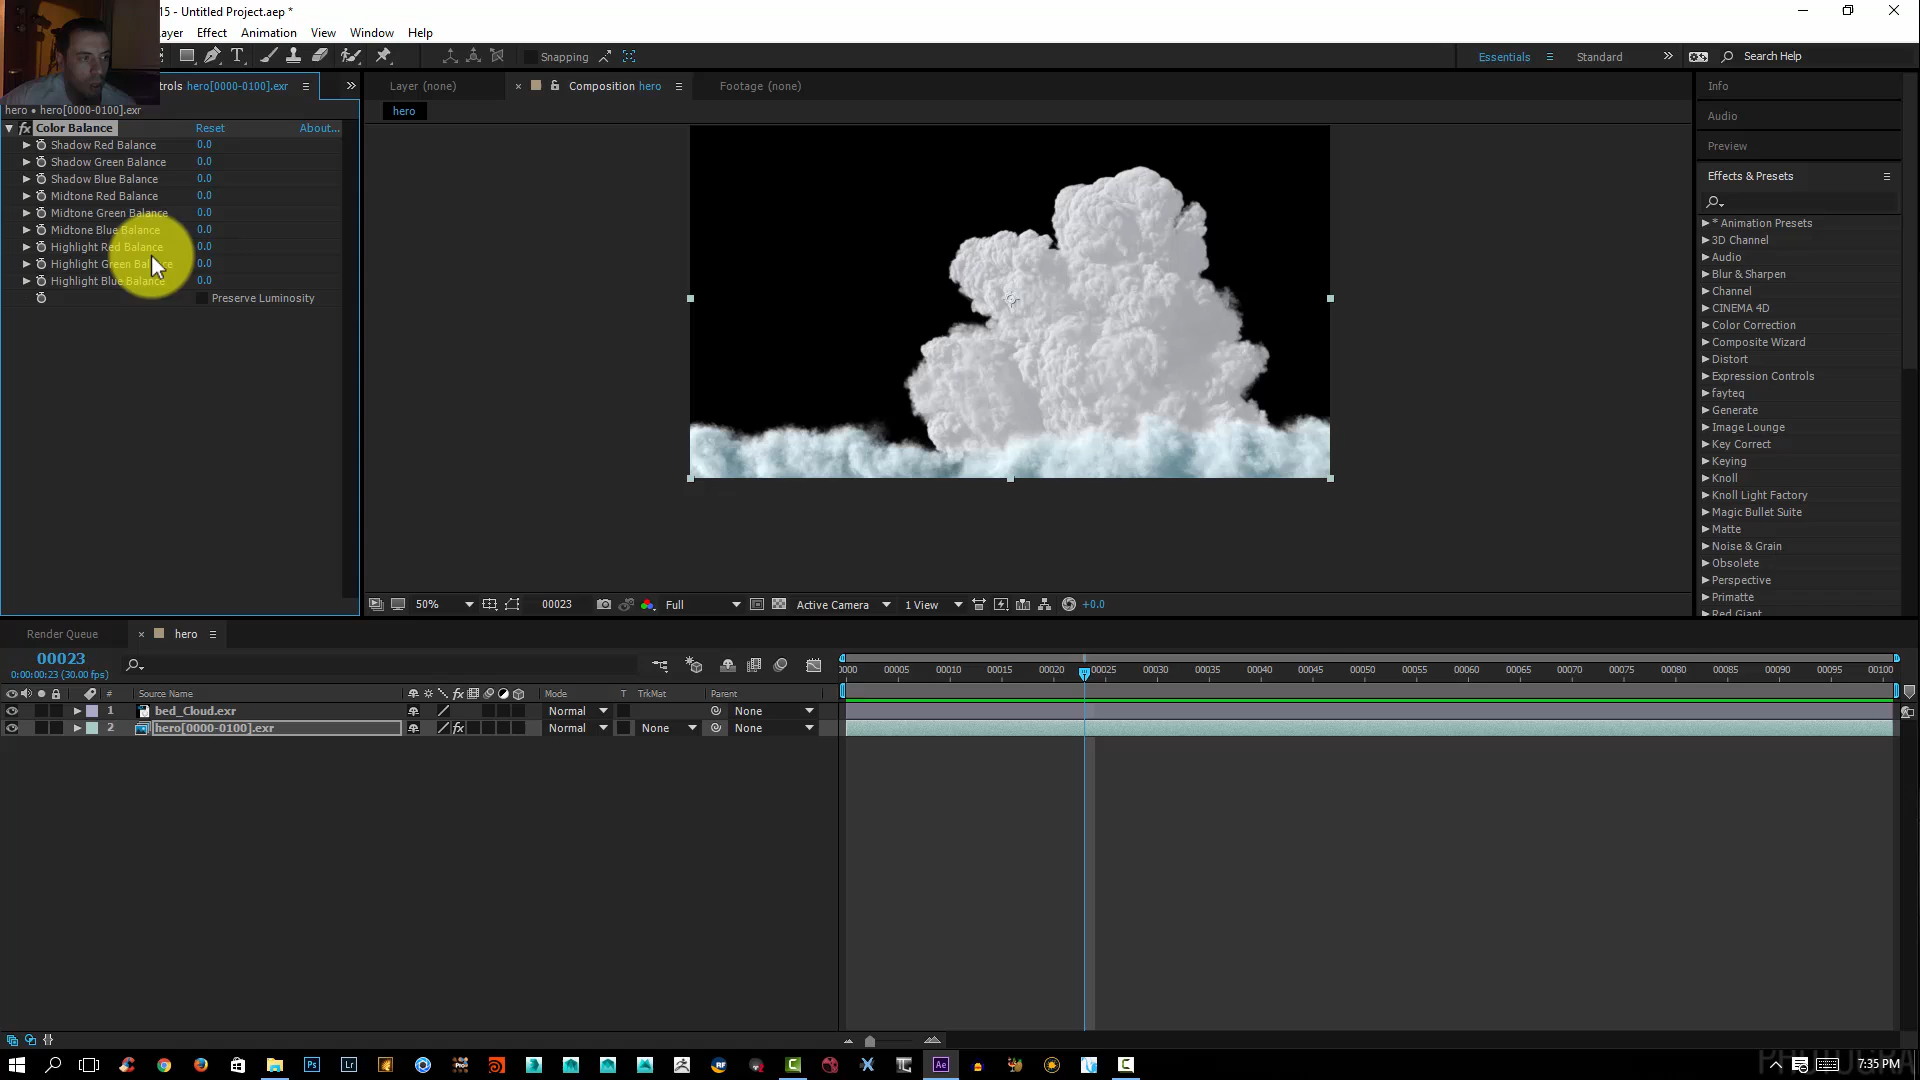 15 - Untitled Project.aep *
ayer Effect Animation View Window Help
T Snapping Essentials Standard Search Help
trols hero[0000-0100].exr
hero • hero[0000-0100].exr
fx Color Balance Reset About...
Shadow Red Balance 0.0
Shadow Green Balance 0.0
Shadow Blue Balance 0.0
Midtone Red Balance 0.0
Midtone Green Balance 0.0
Midtone Blue Balance 0.0
Highlight Red Balance 0.0
Highlight Green Balance 0.0
Highlight Blue Balance 0.0
Preserve Luminosity
Layer (none) Composition hero Footage (none)
hero
50% 00023 Full Active Camera 1 View +0.0
Info
Audio
Preview
Effects & Presets
* Animation Presets
3D Channel
Audio
Blur & Sharpen
Channel
CINEMA 4D
Color Correction
Composite Wizard
Distort
Expression Controls
fayteq
Generate
Image Lounge
Key Correct
Keying
Knoll
Knoll Light Factory
Magic Bullet Suite
Matte
Noise & Grain
Obsolete
Perspective
Primatte
Red Giant
Render Queue hero
00023
0:00:00:23 (30.00 fps)
0000 00005 00010 00015 00020 00025 00030 00035 00040 00045 00050 00055 00060 00065 00070 00075 00080 00085 00090 00095 00100
# Source Name fx Mode T TrkMat Parent
1 bed_Cloud.exr Normal None
2 hero[0000-0100].exr fx Normal None None
Ps Lr Ae 7:35 PM